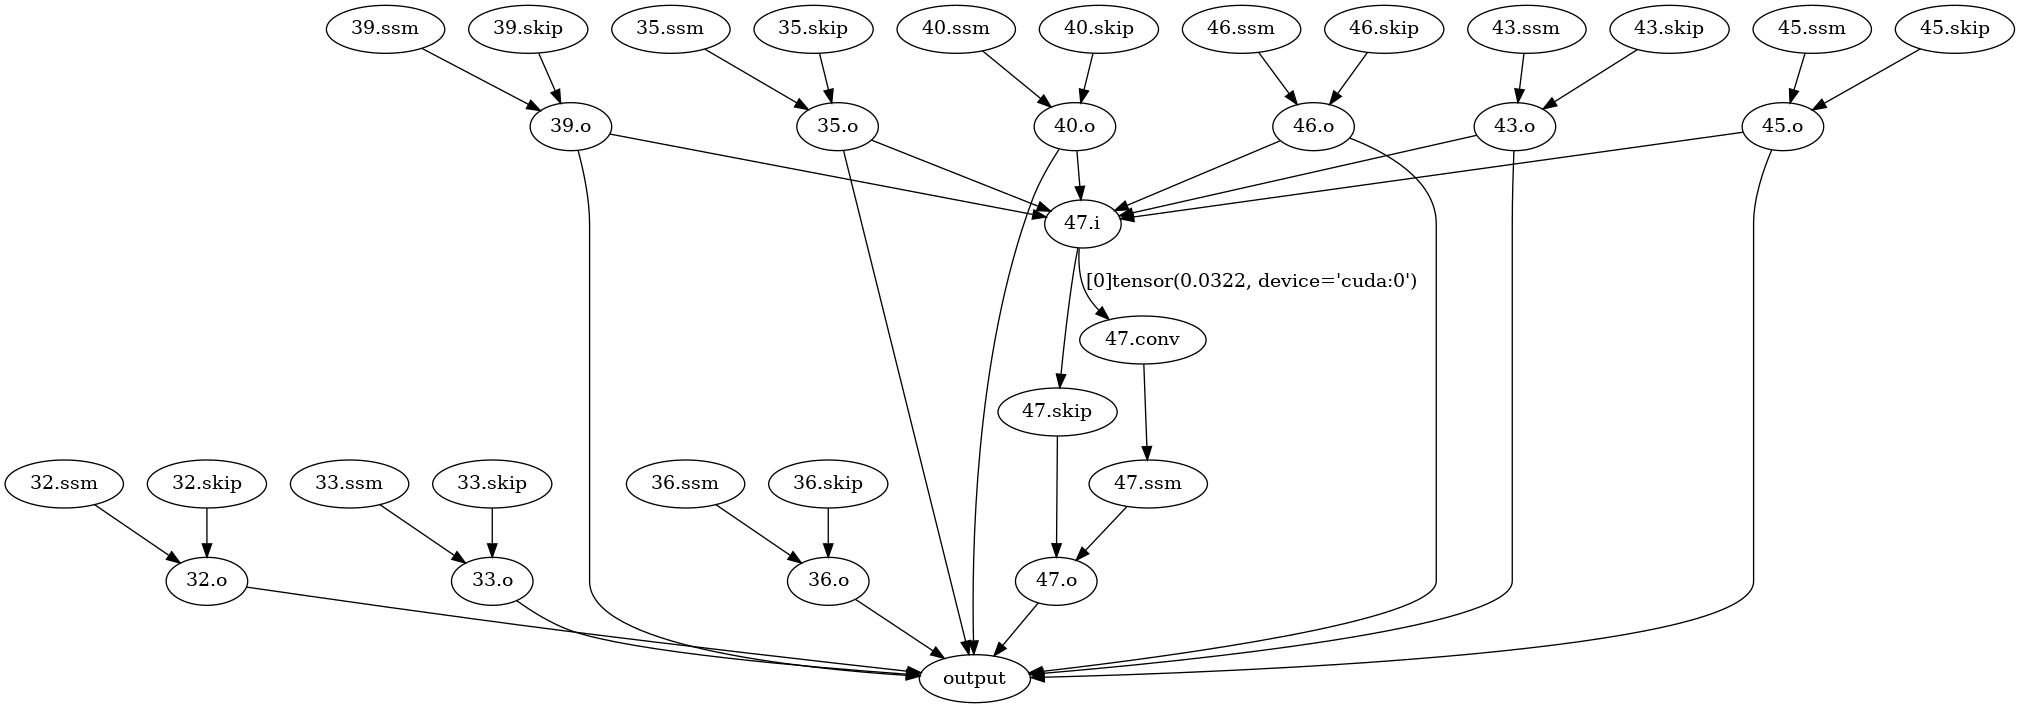 39.ssm
39.skip
35.ssm
35.skip
40.ssm
40.skip
46.ssm
46.skip
43.ssm
43.skip
45.ssm
45.skip
39.o
35.o
40.o
46.o
43.o
45.o
47.i
[0]tensor(0.0322, device='cuda:0')
47.conv
47.skip
32.ssm
32.skip
33.ssm
33.skip
36.ssm
36.skip
47.ssm
32.o
33.o
36.o
47.o
output